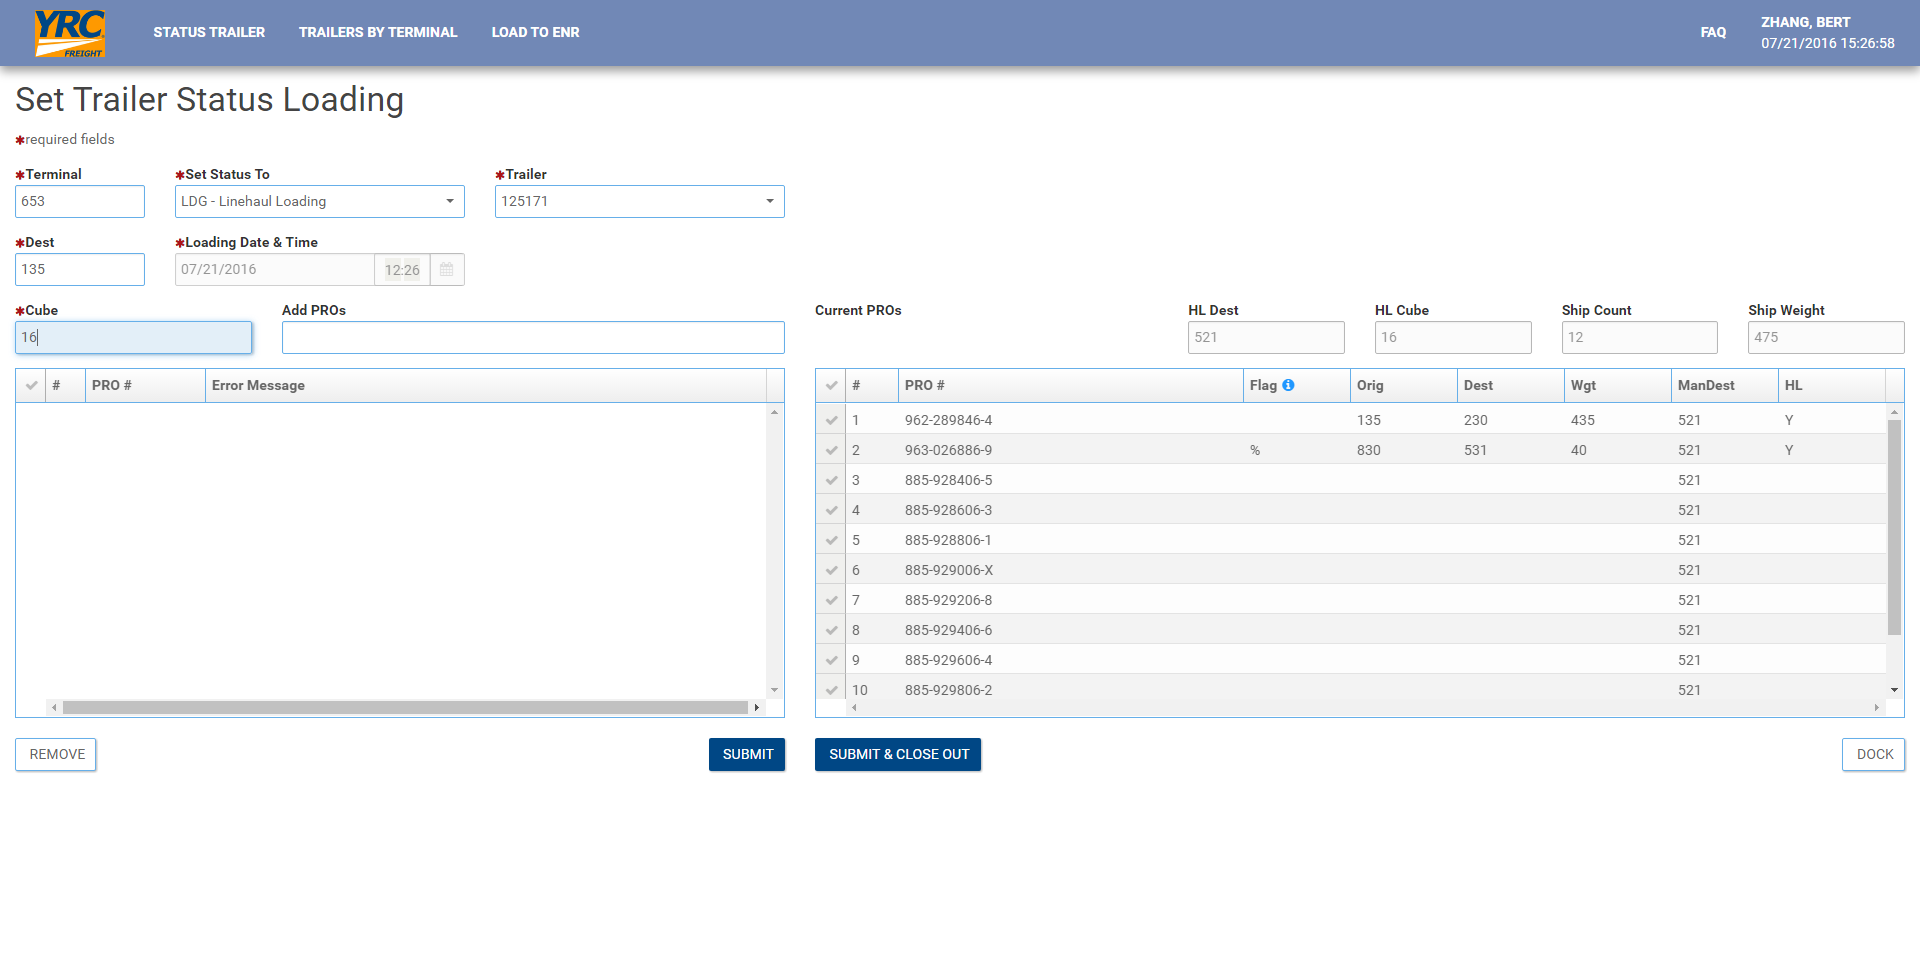 YRC
FREIGHT
STATUS TRAILER
TRAILERS BY TERMINAL
LOAD TO ENR
FAQ
ZHANG, BERT
07/21/2016 15:26:58
Set Trailer Status Loading
*required fields
*Terminal
*Set Status To
*Trailer
653
LDG - Linehaul Loading
125171
*Dest
*Loading Date & Time
135
07/21/2016
12:26
*Cube
Add PROs
Current PROs
HL Dest
HL Cube
Ship Count
Ship Weight
16
521
16
12
475
# PRO # Error Message
# PRO # Flag Orig Dest Wgt ManDest HL
1 962-289846-4 135 230 435 521 Y
2 963-026886-9 % 830 531 40 521 Y
3 885-928406-5 521
4 885-928606-3 521
5 885-928806-1 521
6 885-929006-X 521
7 885-929206-8 521
8 885-929406-6 521
9 885-929606-4 521
10 885-929806-2 521
REMOVE
SUBMIT
SUBMIT & CLOSE OUT
DOCK